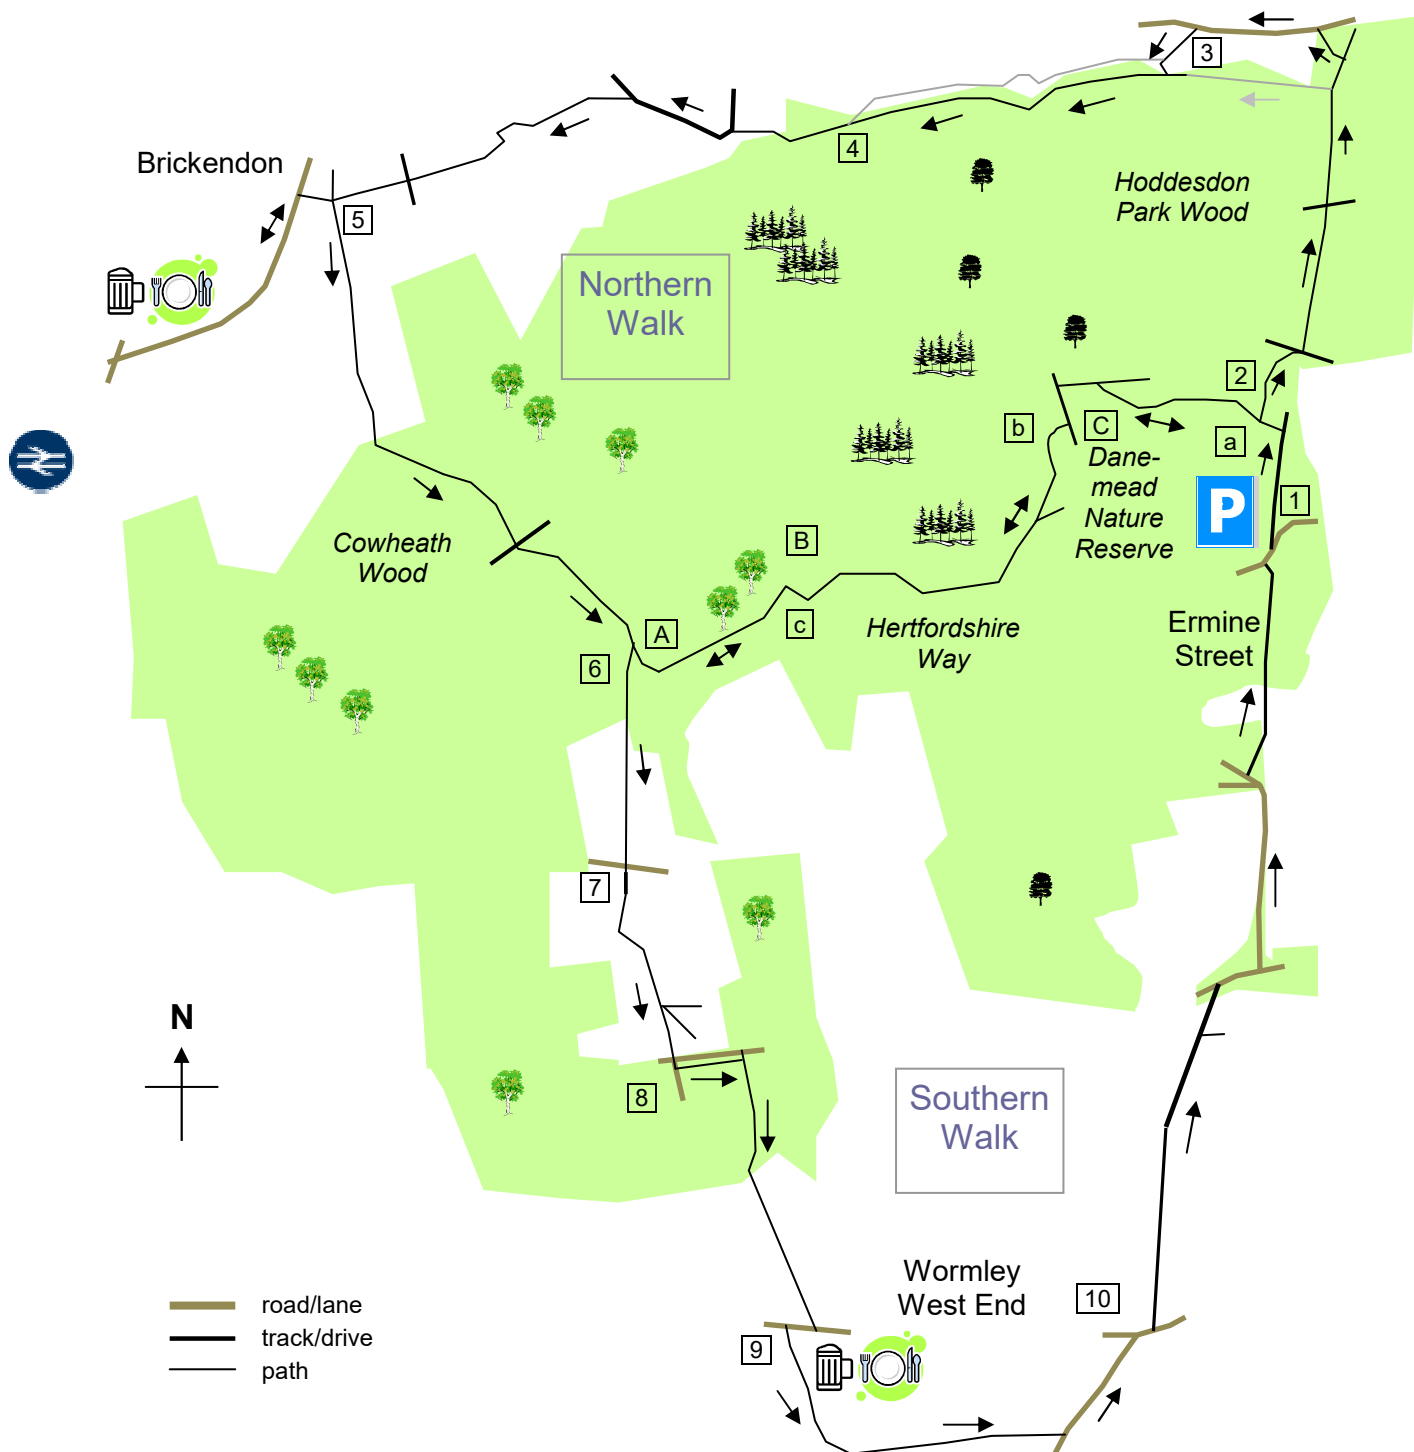 3
4
Brickendon
Hoddesdon
Park Wood
5
Northern
Walk
2
b
C
a
Dane-
mead
Nature
Reserve
P
1
Cowheath
Wood
B
A
c
Hertfordshire
Way
Ermine
Street
6
7
N
8
Southern
Walk
Wormley
West End
10
9
road/lane
track/drive
path